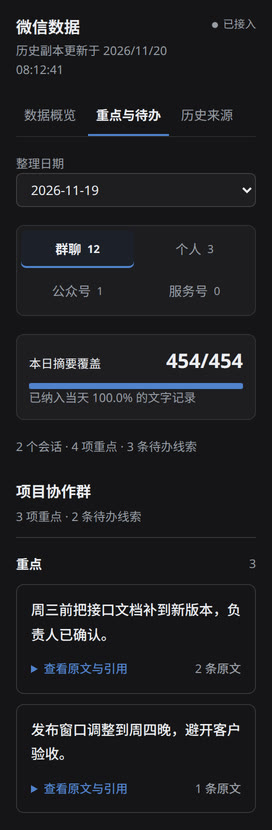 微信数据
已接入
历史副本更新于 2026/11/20
08:12:41
数据概览 重点与待办 历史来源
整理日期
2026-11-19
群聊 12 个人 3
公众号 1 服务号 0
本日摘要覆盖 454/454
已纳入当天 100.0% 的文字记录
2 个会话 · 4 项重点 · 3 条待办线索
项目协作群
3 项重点 · 2 条待办线索
重点 3
周三前把接口文档补到新版本，负
责人已确认。
查看原文与引用 2 条原文
发布窗口调整到周四晚，避开客户
验收。
查看原文与引用 1 条原文